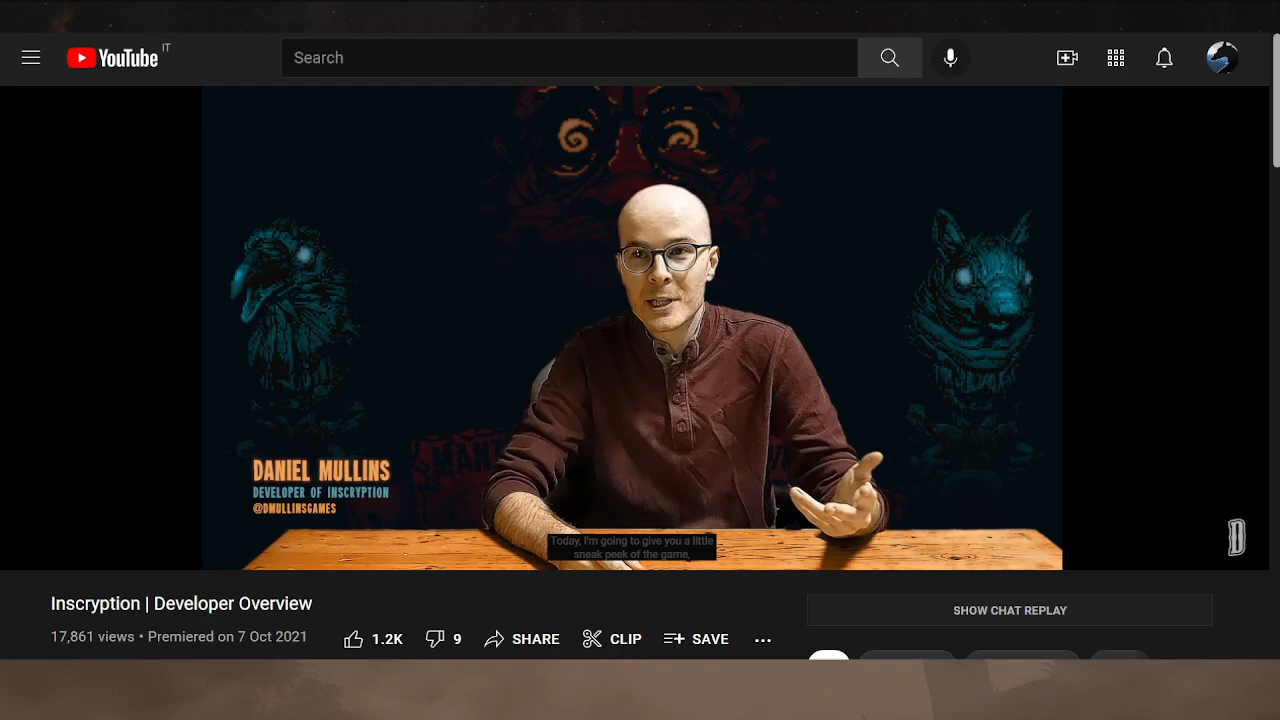 YouTube IT
Search
DANIEL MULLINS
DEVELOPER OF INSCRYPTION
@DMULLINSGAMES
Today, I'm going to give you a little
sneak peek of the game,
Inscryption | Developer Overview
17,861 views • Premiered on 7 Oct 2021
1.2K 9 SHARE CLIP SAVE
SHOW CHAT REPLAY